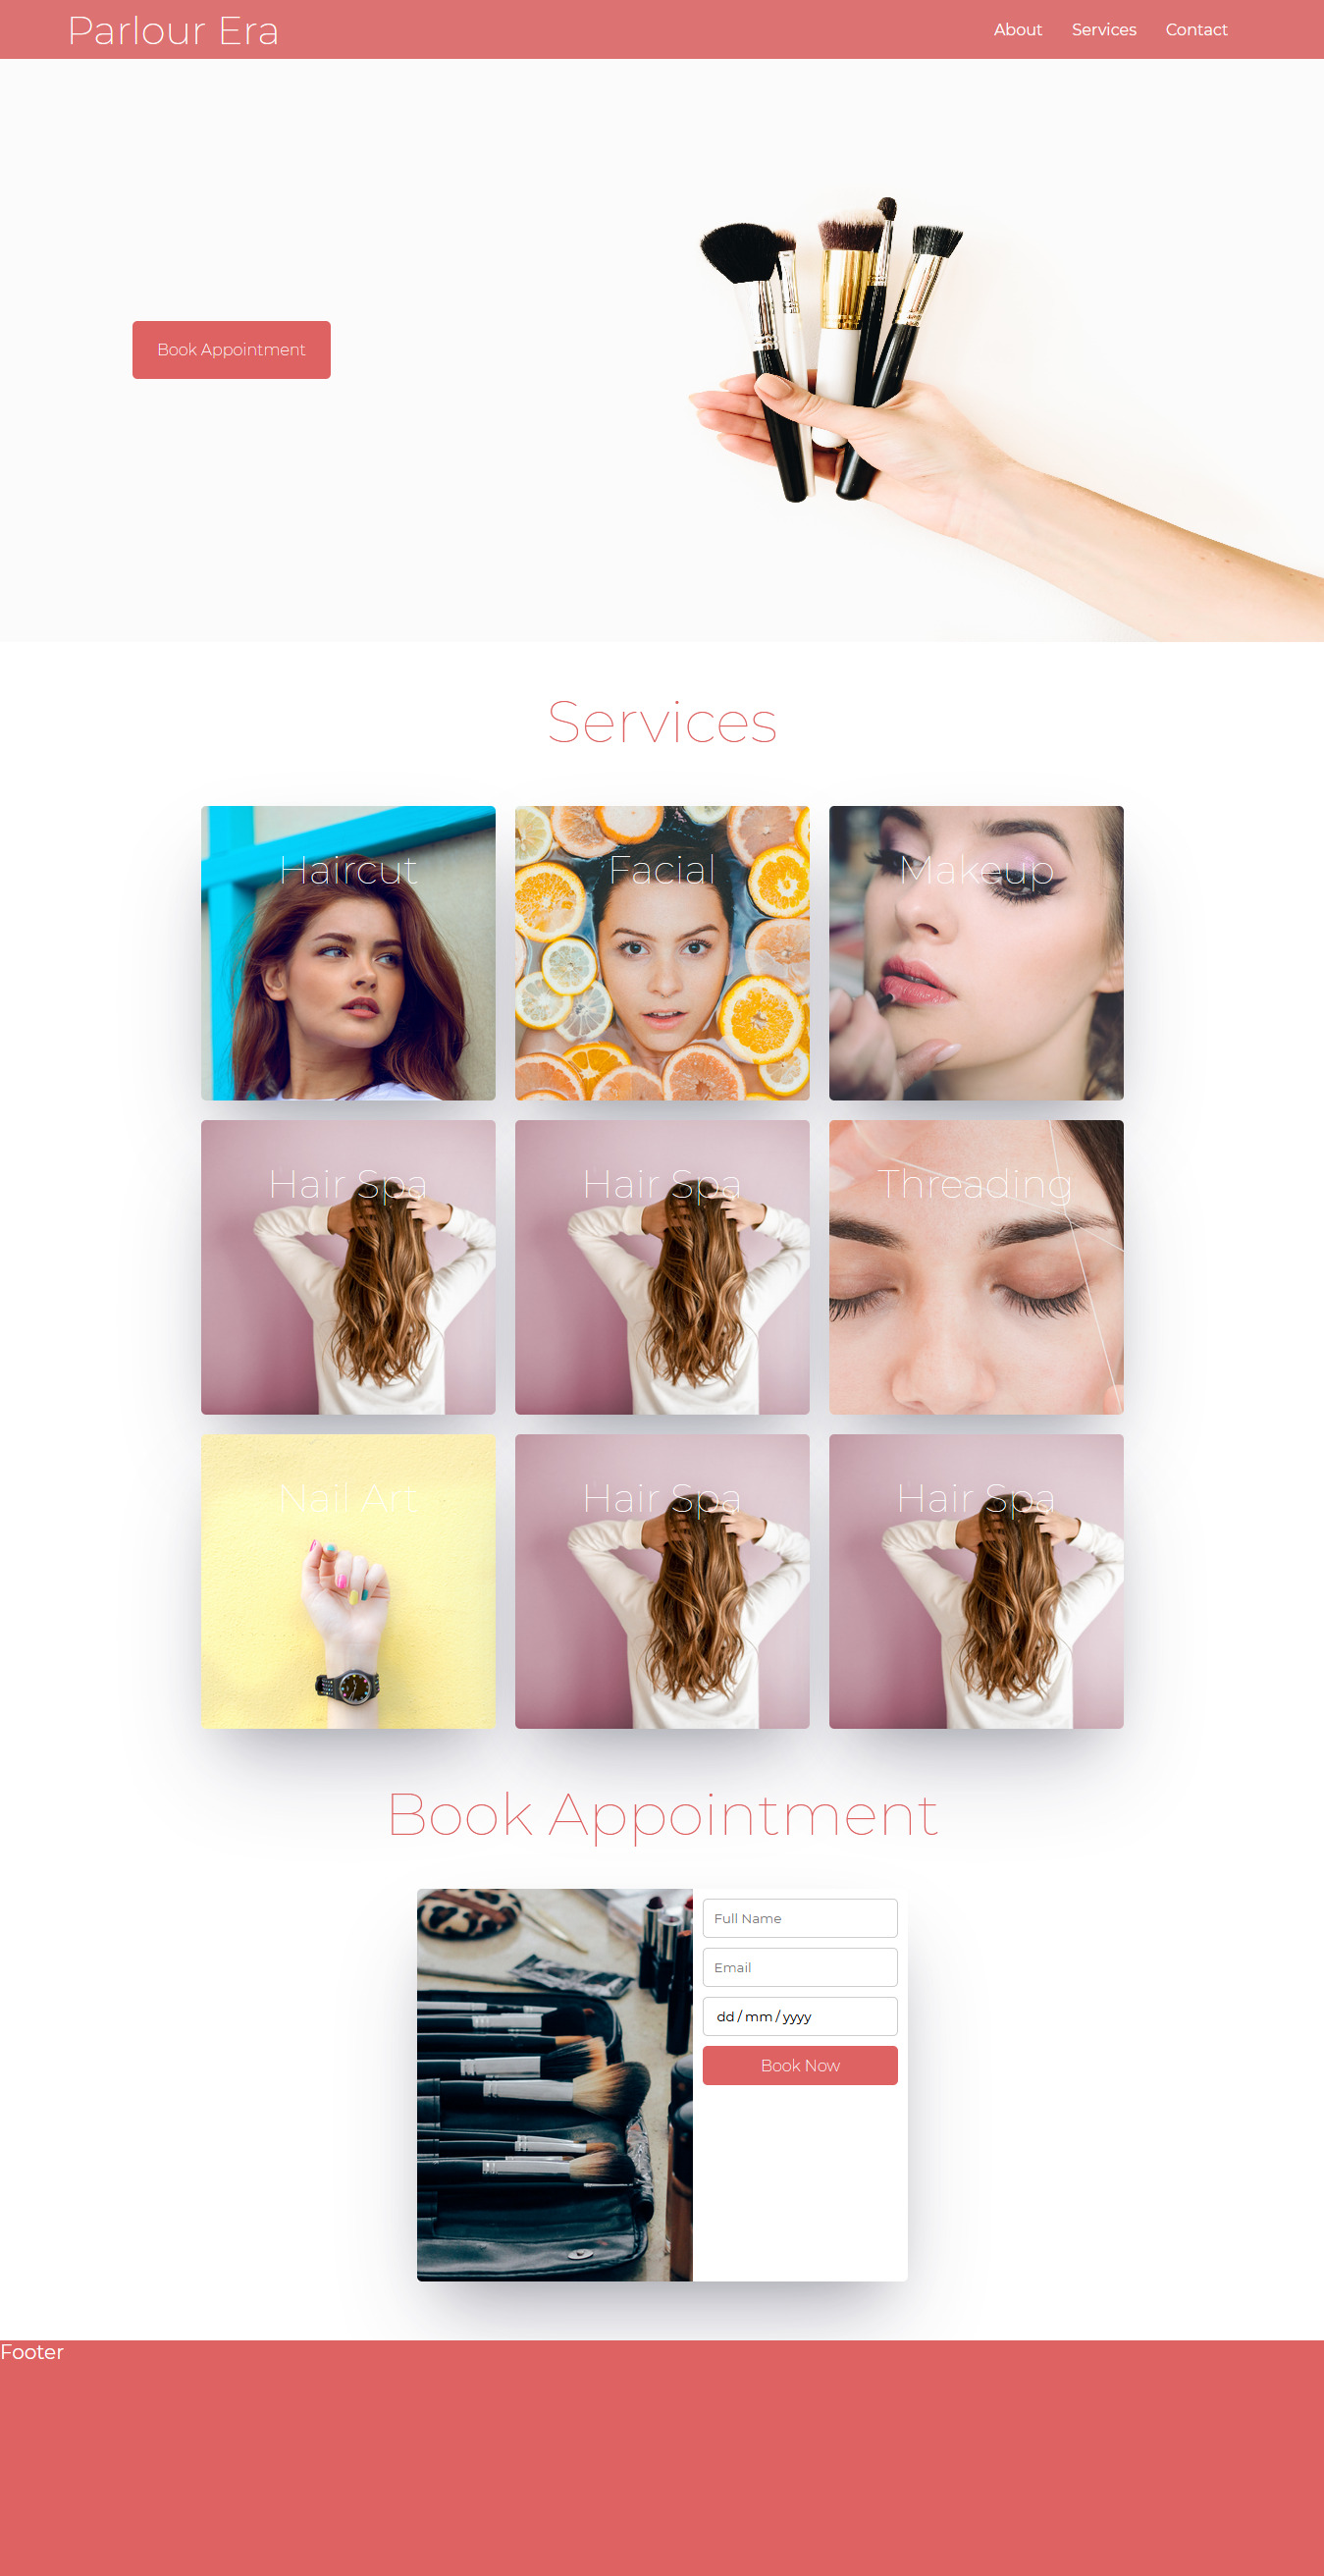 Parlour Era
About
Services
Contact
Book Appointment
Services
Haircut
Facial
Makeup
Hair Spa
Hair Spa
Threading
Nail Art
Hair Spa
Hair Spa
Book Appointment
Full Name
Email
dd / mm / yyyy
Book Now
Footer